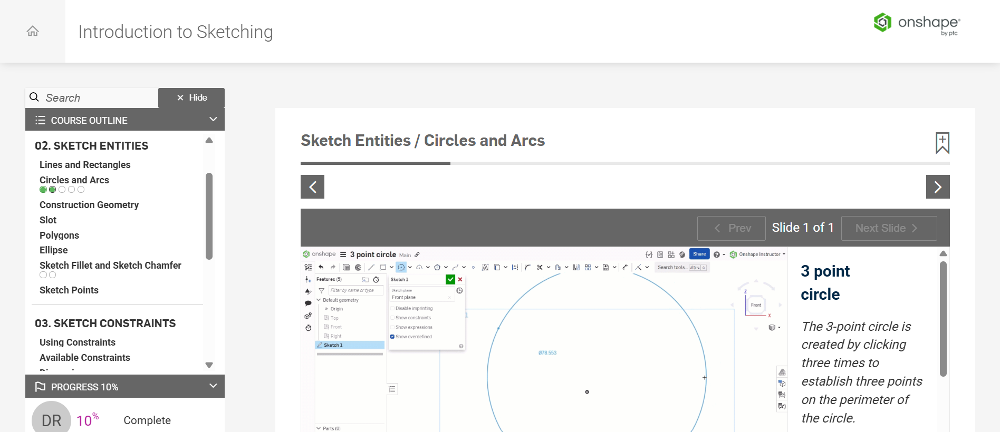 Introduction to Sketching
onshape
by ptc
Search
Hide
COURSE OUTLINE
02. SKETCH ENTITIES
Lines and Rectangles
Circles and Arcs
Construction Geometry
Slot
Polygons
Ellipse
Sketch Fillet and Sketch Chamfer
Sketch Points
03. SKETCH CONSTRAINTS
Using Constraints
Available Constraints
PROGRESS 10%
DR
10%
Complete
Sketch Entities / Circles and Arcs
Prev
Slide 1 of 1
Next Slide
onshape
3 point circle
Main
Share
Onshape Instructor
Search tools...
alt/⌥ c
Features (5)
Filter by name or type
Default geometry
Origin
Top
Front
Right
Sketch 1
Parts (0)
Sketch 1
Sketch plane
Front plane
Disable imprinting
Show constraints
Show expressions
Show overdefined
Ø78.553
Z
Front
X
3 point
circle
The 3-point circle is
created by clicking
three times to
establish three points
on the perimeter of
the circle.